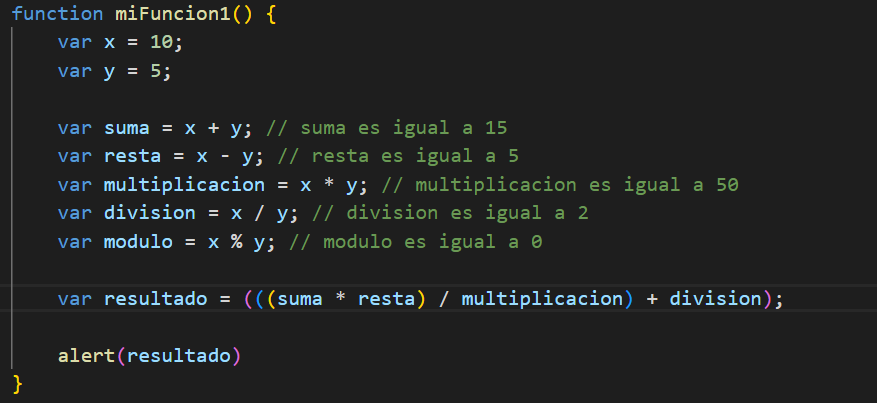 function miFuncion1() {
    var x = 10;
    var y = 5;

    var suma = x + y; // suma es igual a 15
    var resta = x - y; // resta es igual a 5
    var multiplicacion = x * y; // multiplicacion es igual a 50
    var division = x / y; // division es igual a 2
    var modulo = x % y; // modulo es igual a 0

    var resultado = (((suma * resta) / multiplicacion) + division);

    alert(resultado)
}